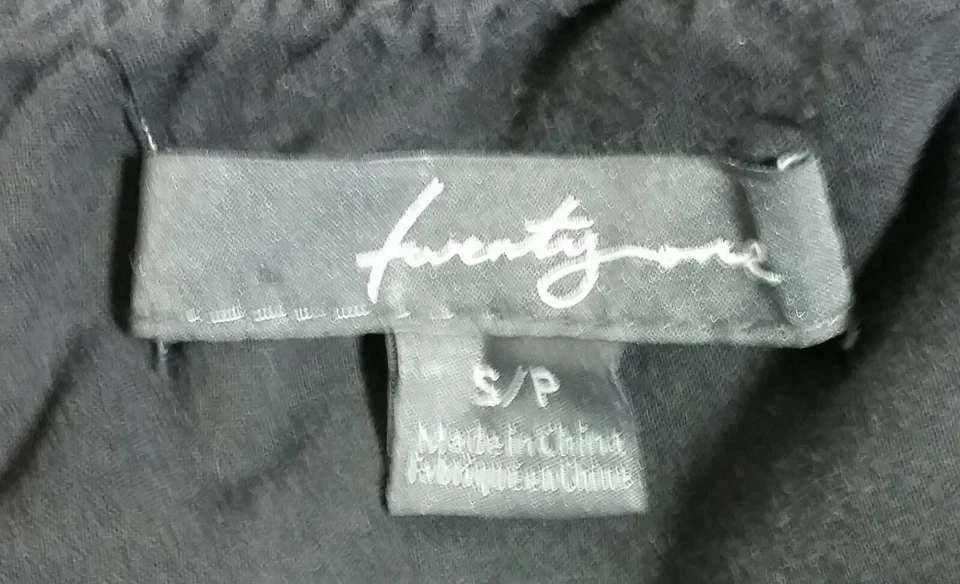 twenty one
S/P
Made in China
Fabriqué en Chine